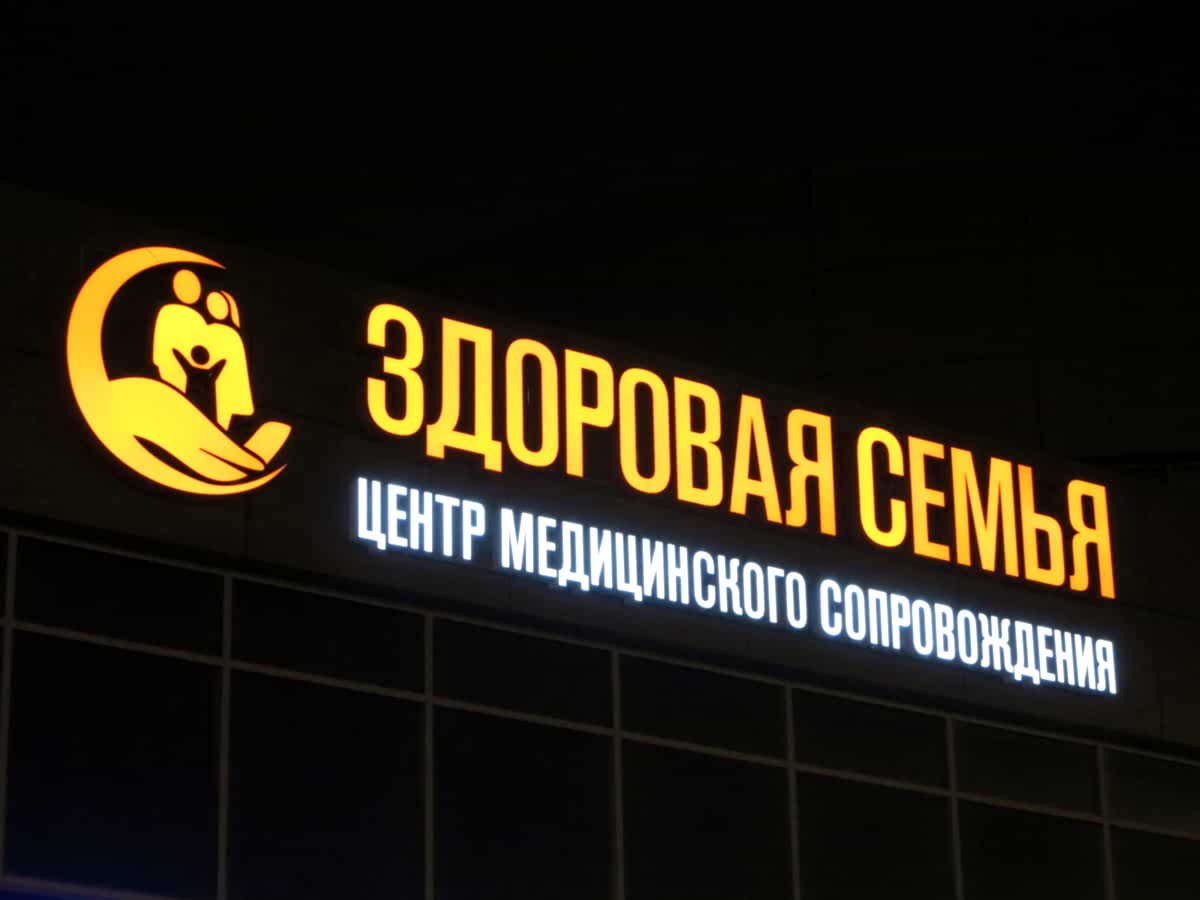 ЗДОРОВАЯ СЕМЬЯ
ЦЕНТР МЕДИЦИНСКОГО СОПРОВОЖДЕНИЯ